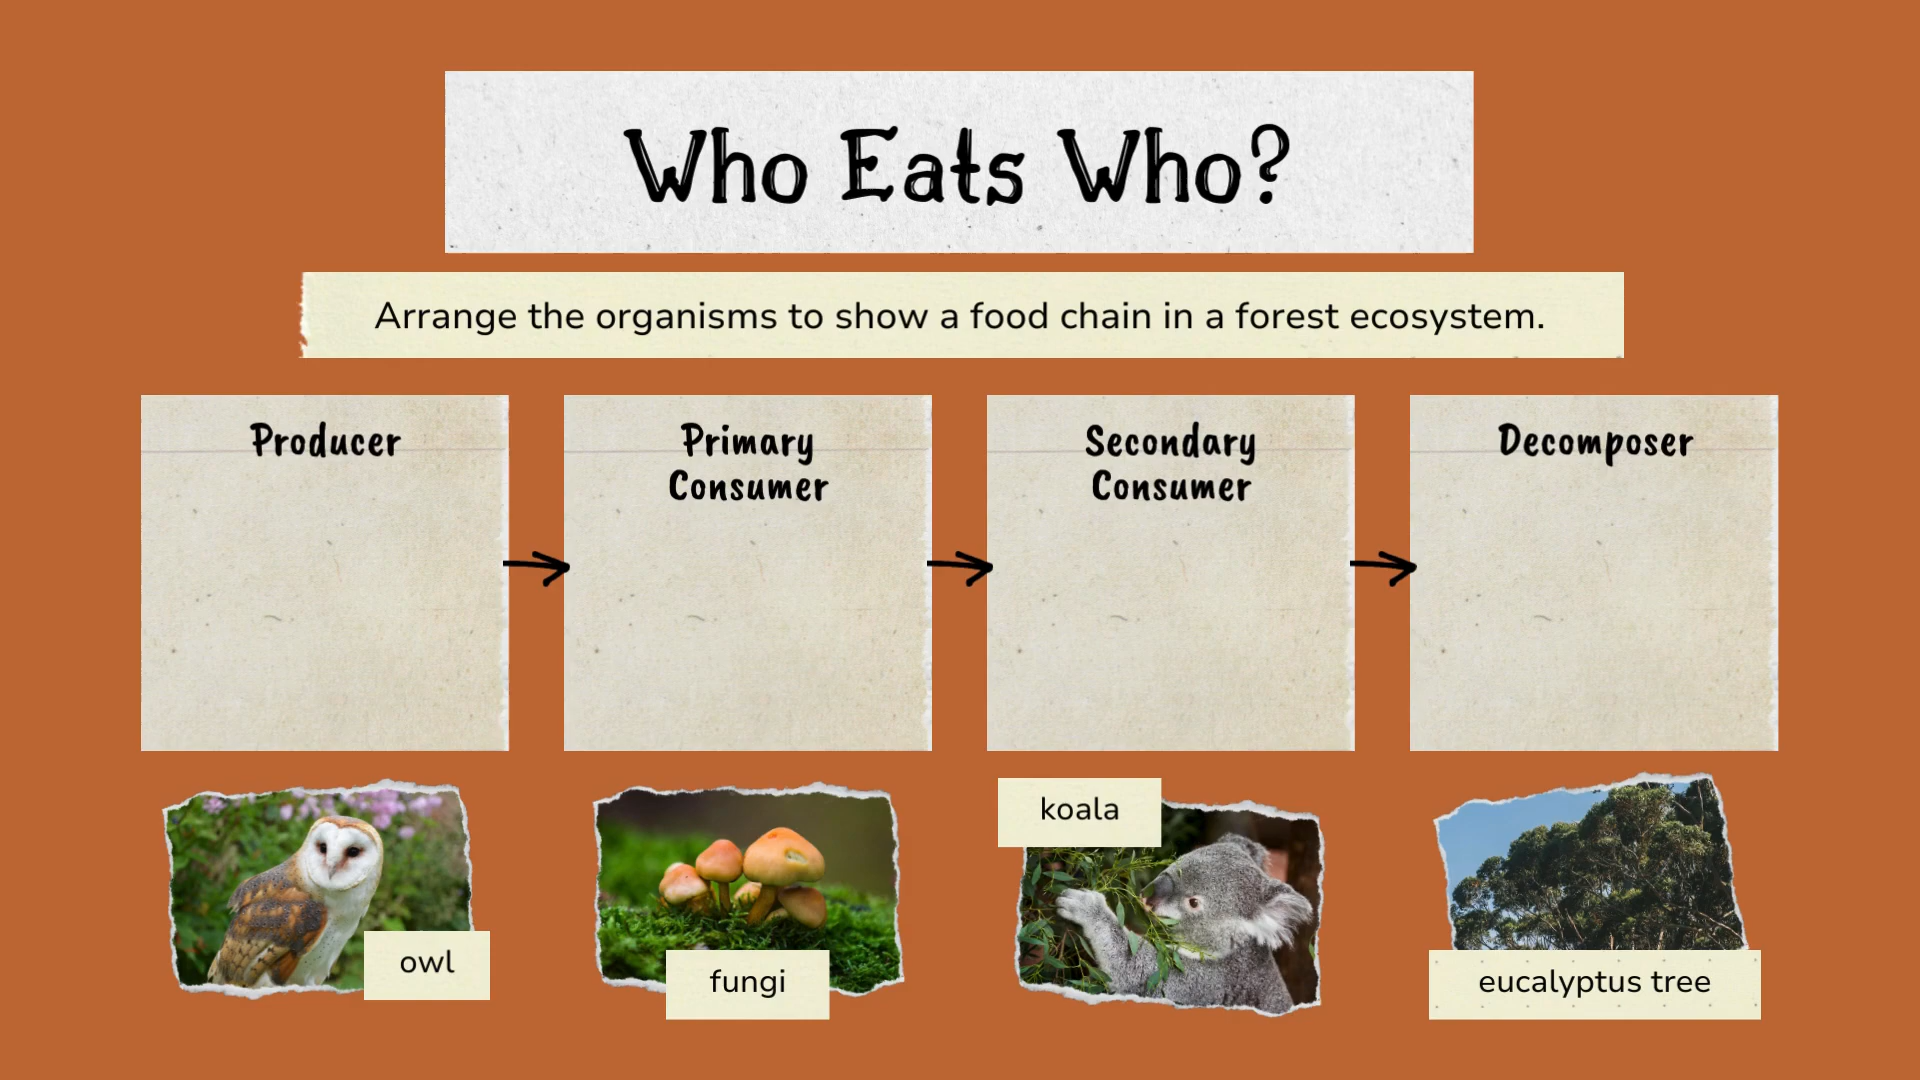 Who Eats Who?
Arrange the organisms to show a food chain in a forest ecosystem.
Producer
Primary
Consumer
Secondary
Consumer
Decomposer
owl
fungi
koala
eucalyptus tree